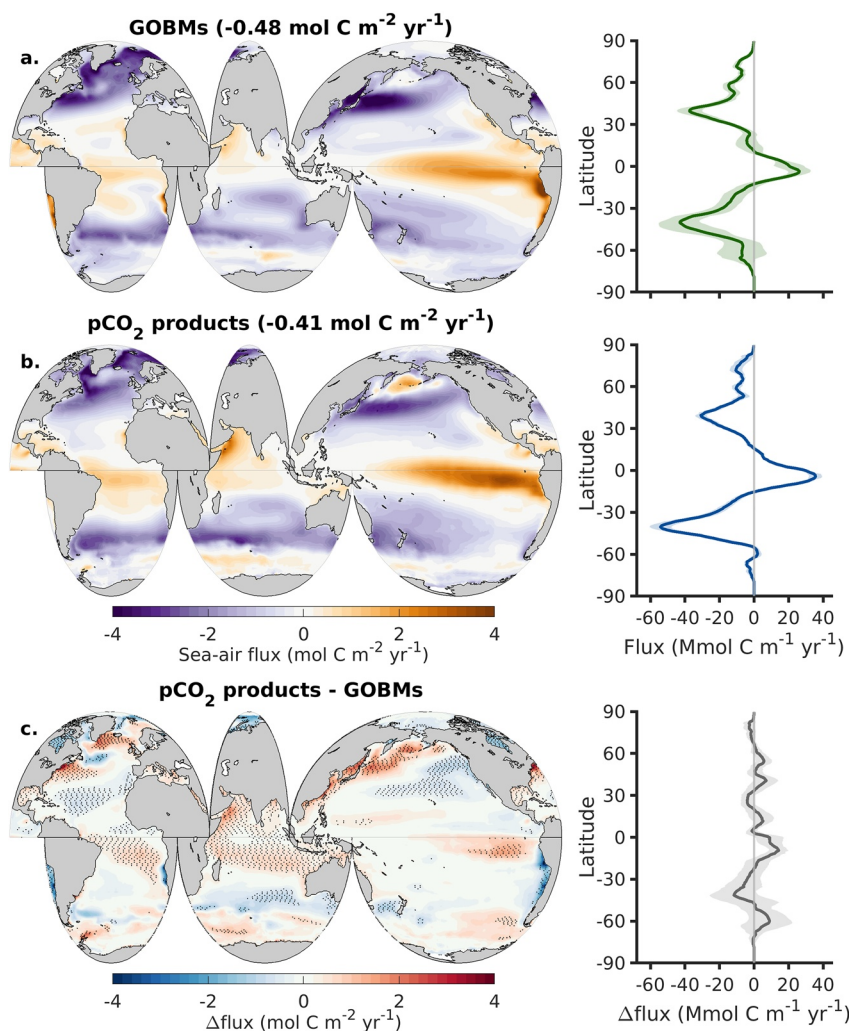 GOBMs (-0.48 mol C m⁻² yr⁻¹)
a.
90
60
30
0
-30
-60
-90
Latitude
pCO₂ products (-0.41 mol C m⁻² yr⁻¹)
b.
90
60
30
0
-30
-60
-90
Latitude
-60 -40 -20 0 20 40
Flux (Mmol C m⁻¹ yr⁻¹)
-4 -2 0 2 4
Sea-air flux (mol C m⁻² yr⁻¹)
pCO₂ products - GOBMs
c.
90
60
30
0
-30
-60
-90
Latitude
-60 -40 -20 0 20 40
Δflux (Mmol C m⁻¹ yr⁻¹)
-4 -2 0 2 4
Δflux (mol C m⁻² yr⁻¹)